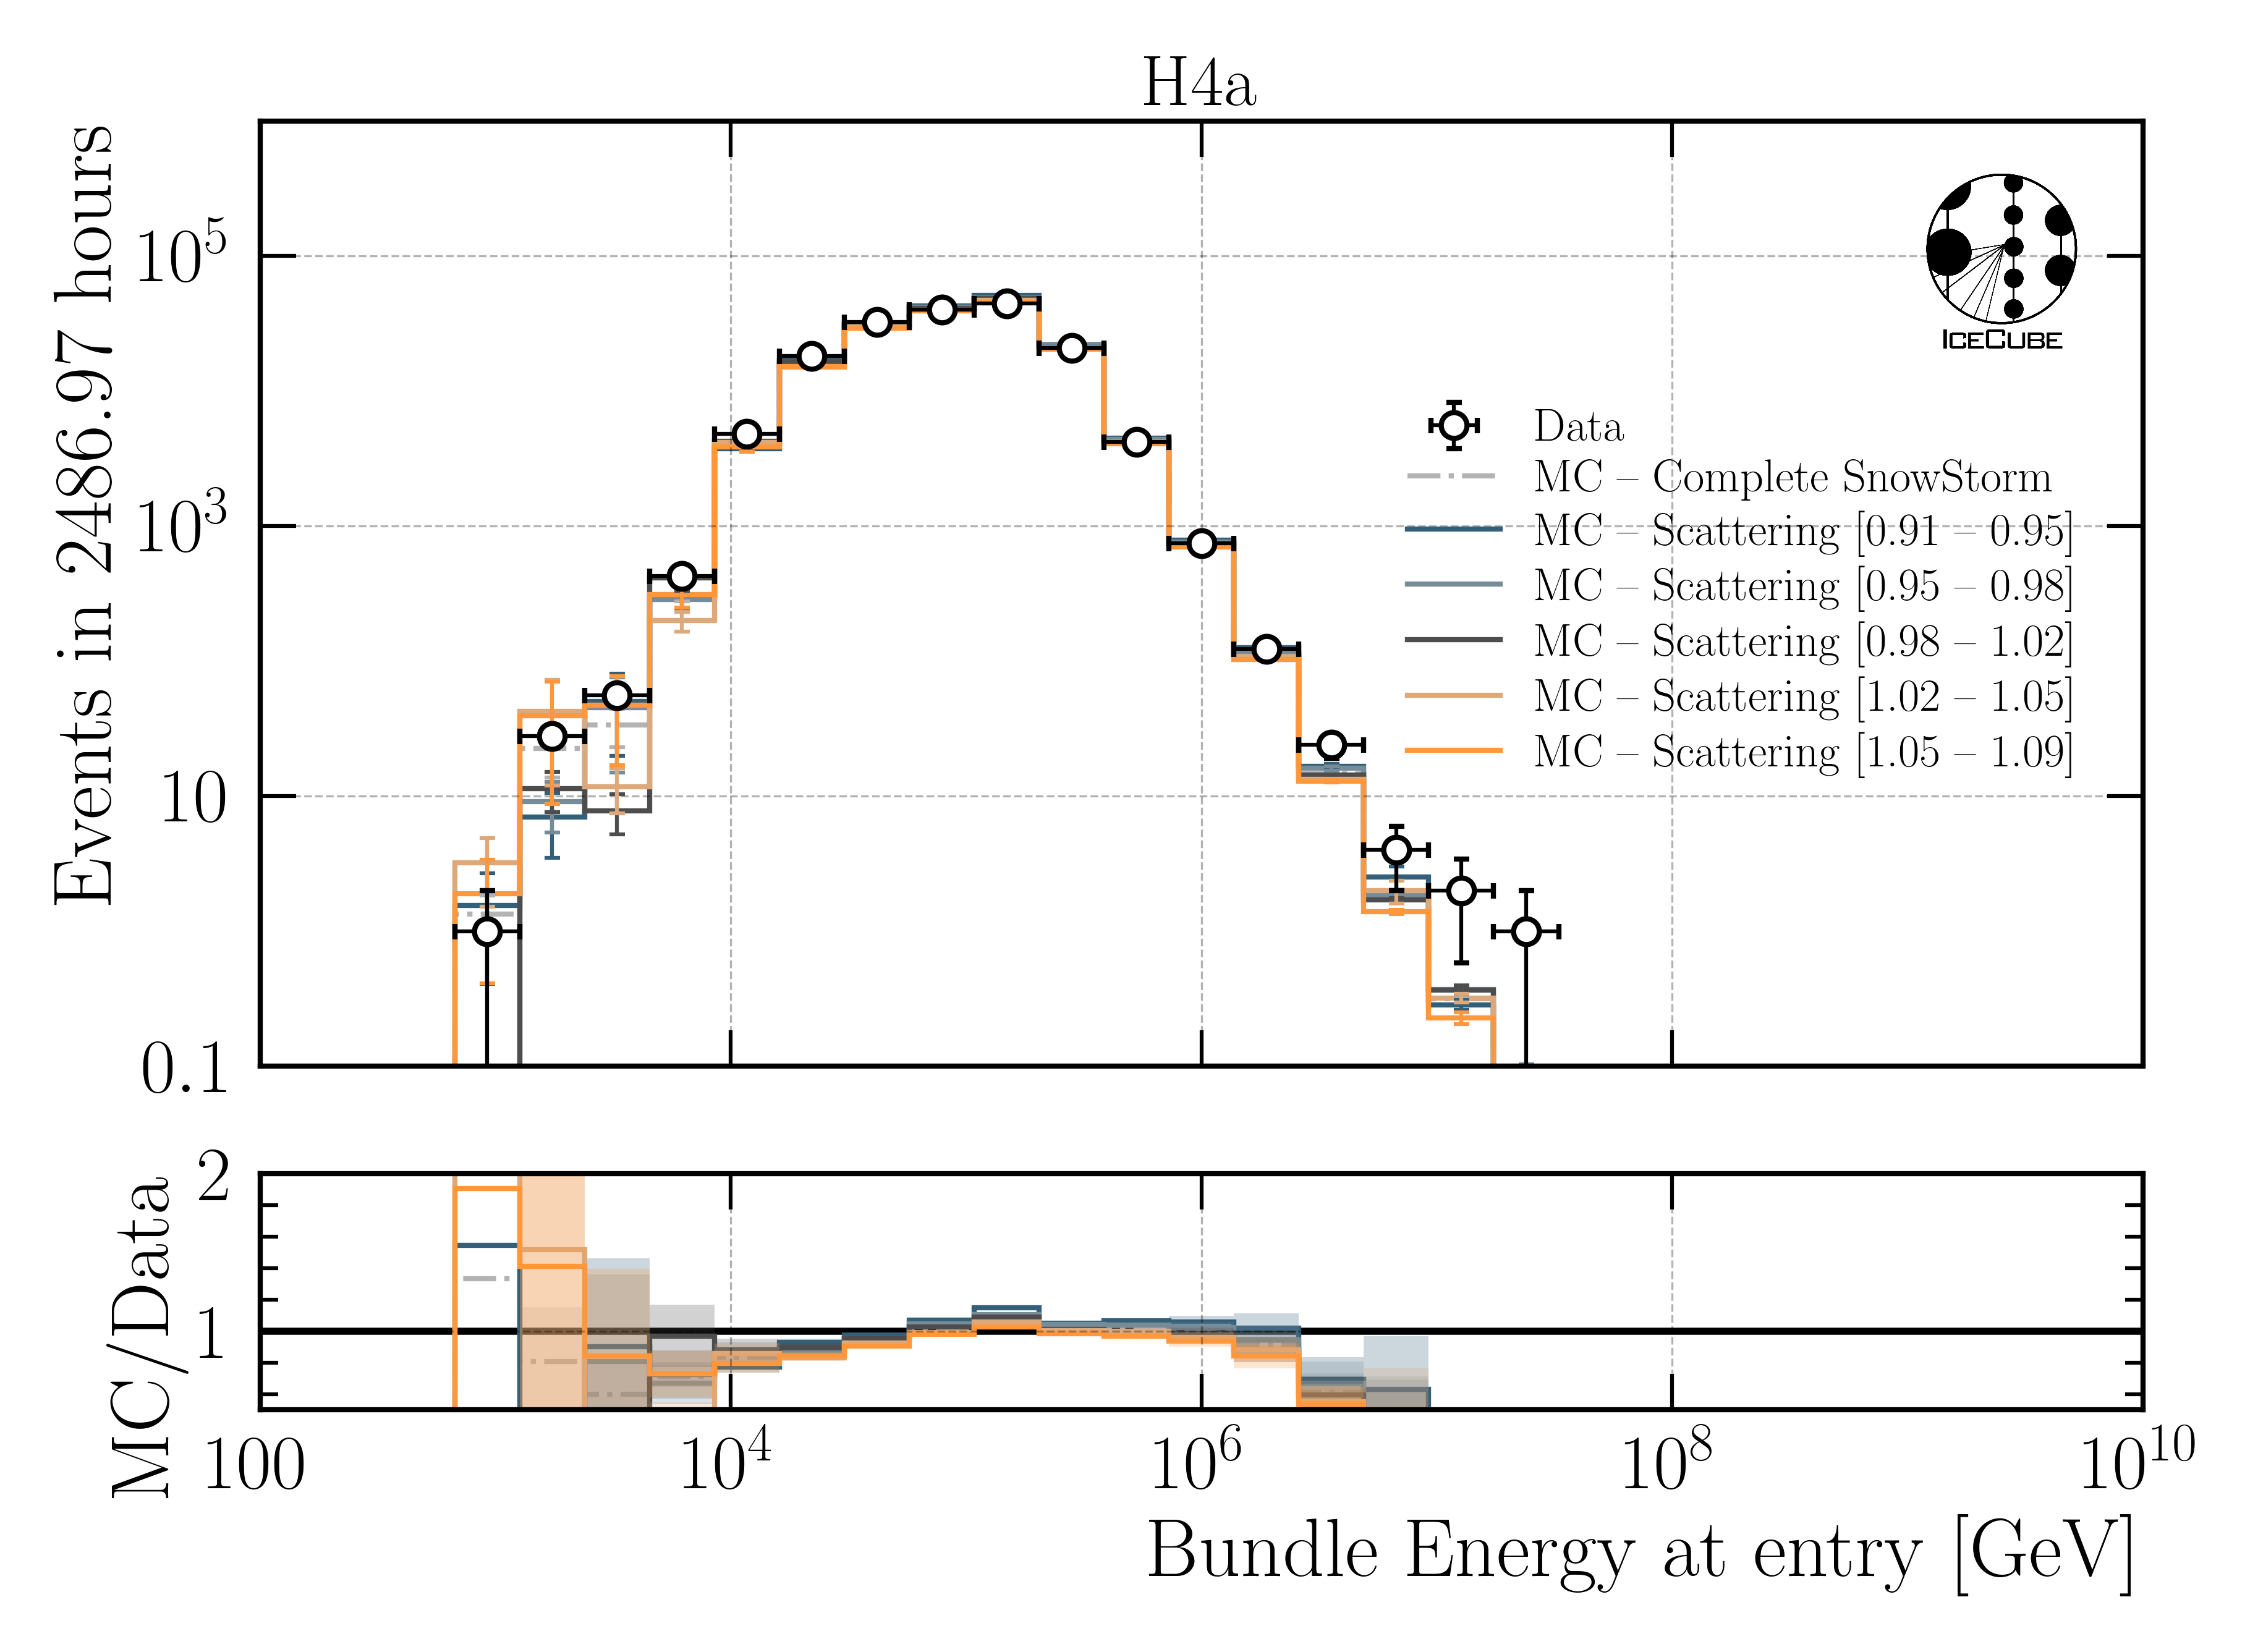 H4a
Events in 2486.97 hours
10^5
10^3
10
0.1
ICECUBE
Data
MC – Complete SnowStorm
MC – Scattering [0.91 – 0.95]
MC – Scattering [0.95 – 0.98]
MC – Scattering [0.98 – 1.02]
MC – Scattering [1.02 – 1.05]
MC – Scattering [1.05 – 1.09]
MC/Data
2
1
100 10^4 10^6 10^8 10^10
Bundle Energy at entry [GeV]